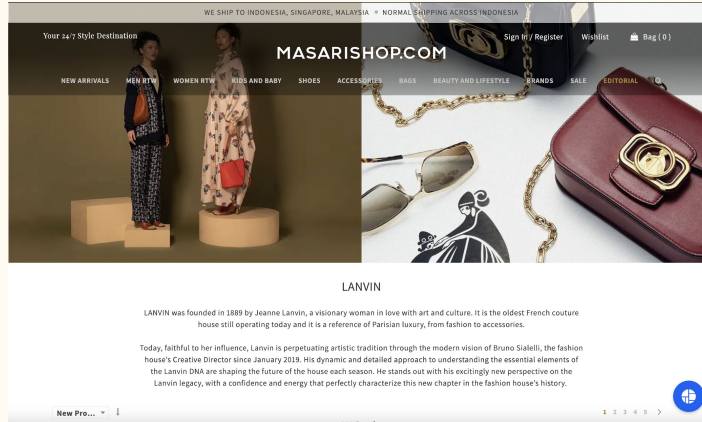 WE SHIP TO INDONESIA, SINGAPORE, MALAYSIA • NORMAL SHIPPING ACROSS INDONESIA
Your 24/7 Style Destination
Sign In / Register Wishlist Bag ( 0 )
MASARISHOP.COM
NEW ARRIVALS MEN RTW WOMEN RTW KIDS AND BABY SHOES ACCESSORIES BAGS BEAUTY AND LIFESTYLE BRANDS SALE EDITORIAL
LANVIN
LANVIN was founded in 1889 by Jeanne Lanvin, a visionary woman in love with art and culture. It is the oldest French couture
house still operating today and it is a reference of Parisian luxury, from fashion to accessories.
Today, faithful to her influence, Lanvin is perpetuating artistic tradition through the modern vision of Bruno Sialelli, the fashion
house's Creative Director since January 2019. His dynamic and detailed approach to understanding the essential elements of
the Lanvin DNA are shaping the future of the house each season. He stands out with his excitingly new perspective on the
Lanvin legacy, with a confidence and energy that perfectly characterize this new chapter in the fashion house's history.
New Pro... 1 2 3 4 5